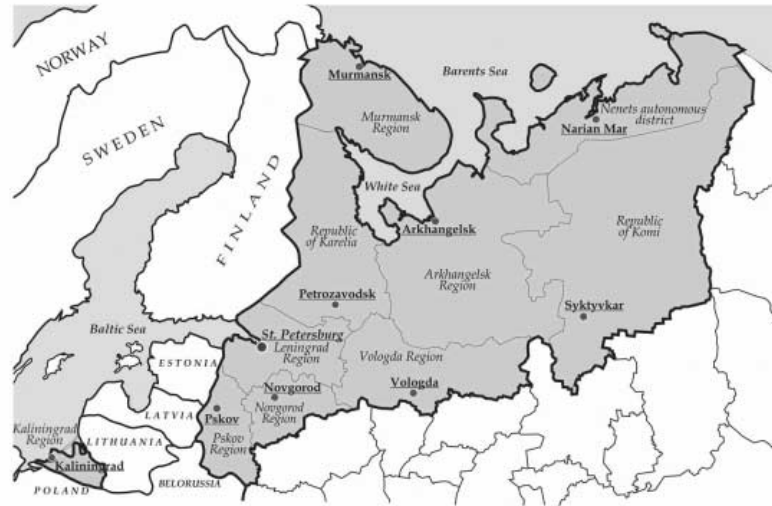 NORWAY
Barents Sea
Murmansk
Murmansk
Region
Nenets autonomous
district
Narian Mar
SWEDEN
FINLAND
White Sea
Republic
of Karelia
Arkhangelsk
Republic
of Komi
Arkhangelsk
Region
Petrozavodsk
Syktyvkar
Baltic Sea
St. Petersburg
Leningrad
Region
ESTONIA
Vologda Region
Novgorod
Vologda
Novgorod
Region
LATVIA
Pskov
Kaliningrad
Region
LITHUANIA
Pskov
Region
Kaliningrad
POLAND
BELORUSSIA